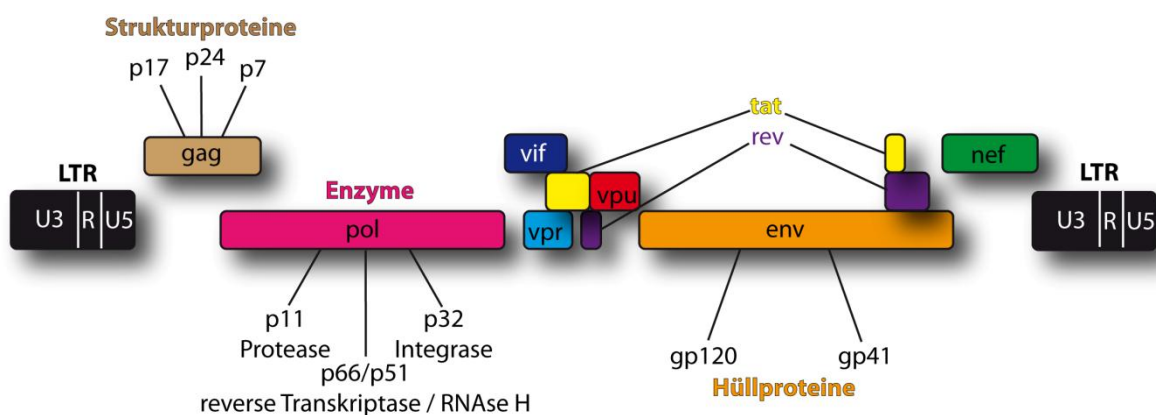 Strukturproteine
p17 p24 p7
gag
LTR
U3 R U5
Enzyme
pol
p11
Protease
p66/p51
reverse Transkriptase / RNAse H
p32
Integrase
vif
vpu
vpr
tat
rev
env
gp120
gp41
Hüllproteine
nef
LTR
U3 R U5